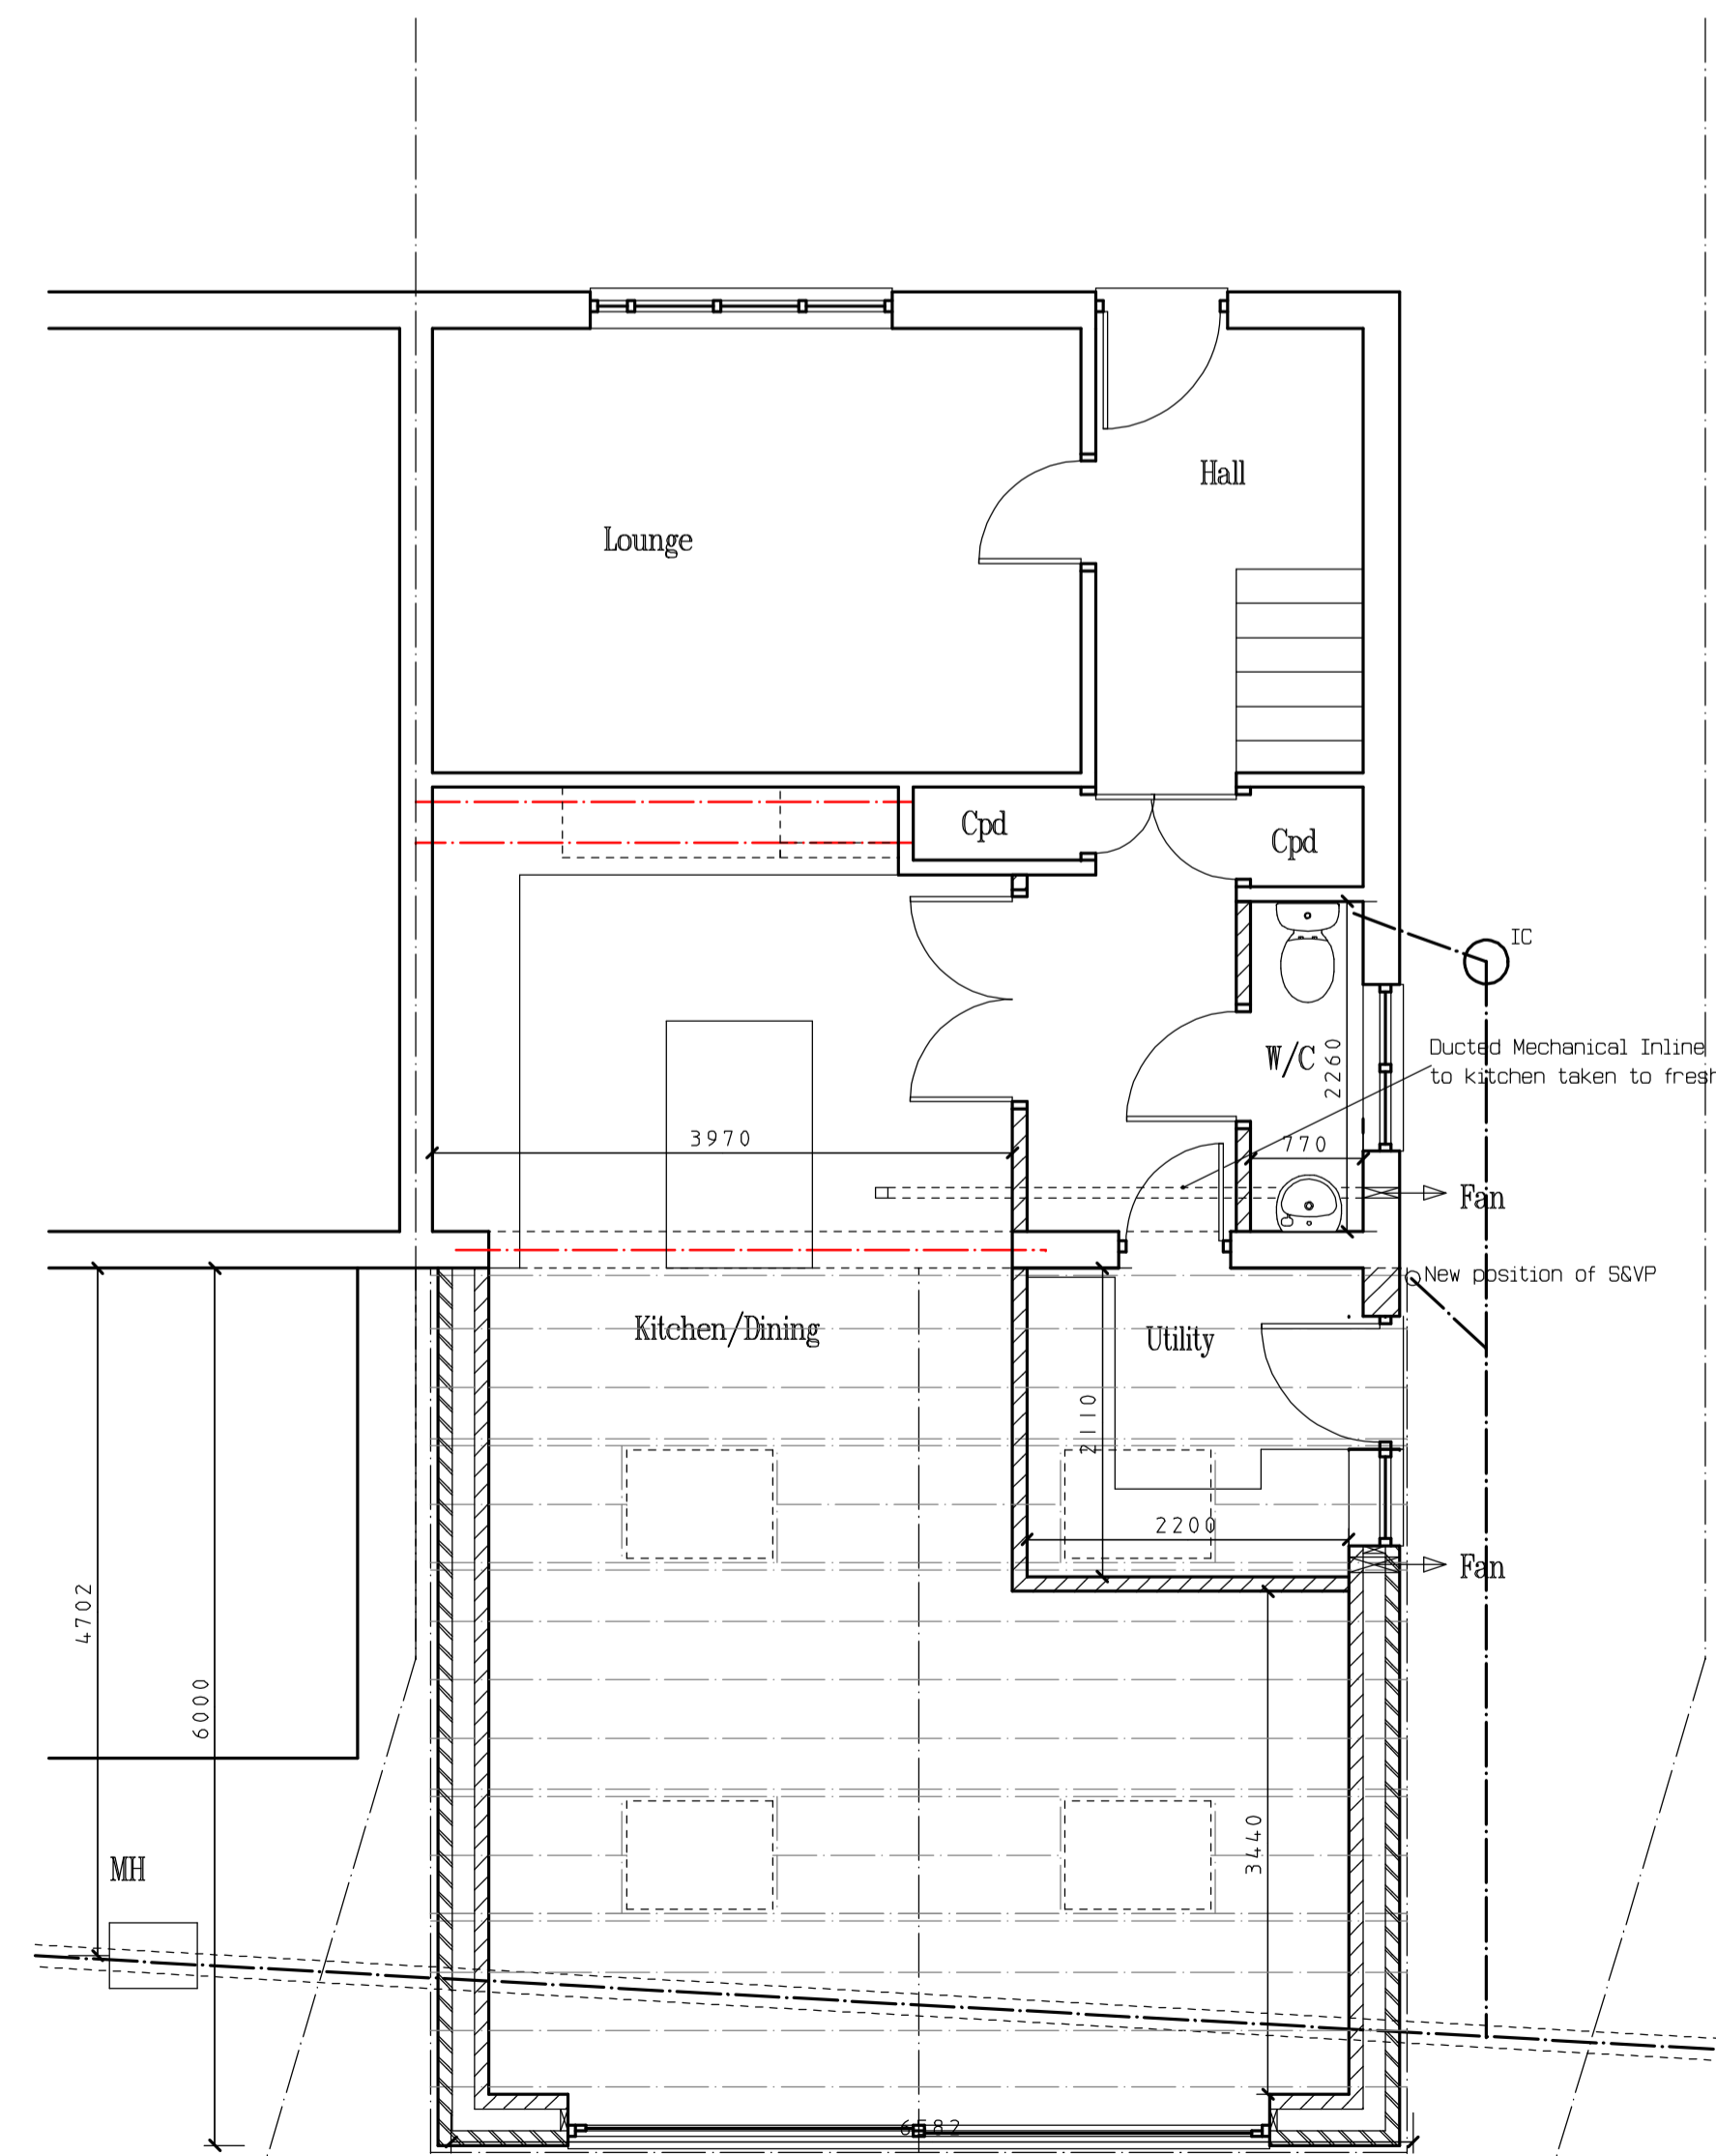 Hall
Lounge
Cpd
Cpd
IC
Ducted Mechanical Inline
to kitchen taken to fresh
W/C
2260
3970
770
Fan
New position of S&VP
Kitchen/Dining
Utility
2110
2200
Fan
4702
6000
3440
MH
6582